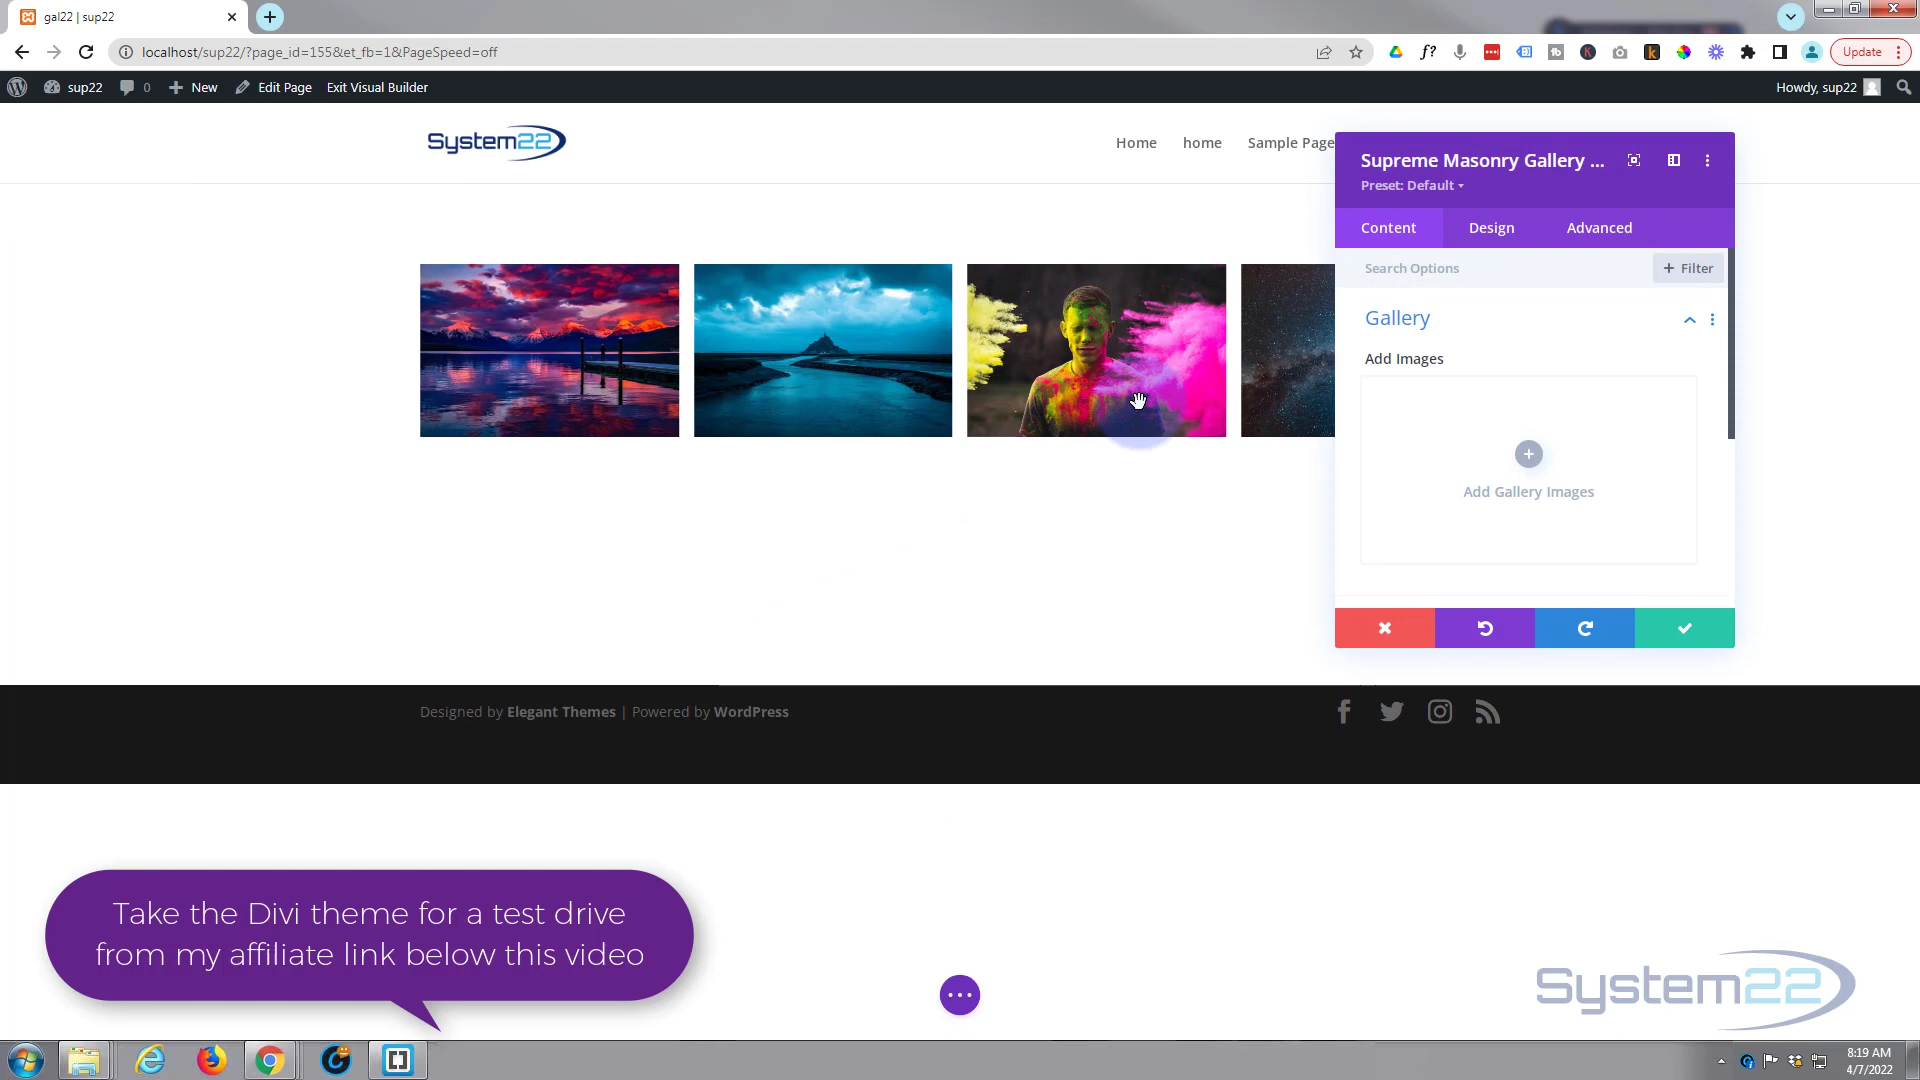 gal22 | sup22
localhost/sup22/?page_id=155&et_fb=1&PageSpeed=off
Update
sup22
0
New
Edit Page
Exit Visual Builder
Howdy, sup22
System22
Home
home
Sample Page
Supreme Masonry Gallery ...
Preset: Default
Content
Design
Advanced
Search Options
+ Filter
Gallery
Add Images
Add Gallery Images
Designed by Elegant Themes | Powered by WordPress
Take the Divi theme for a test drive
from my affiliate link below this video
System22
8:19 AM
4/7/2022